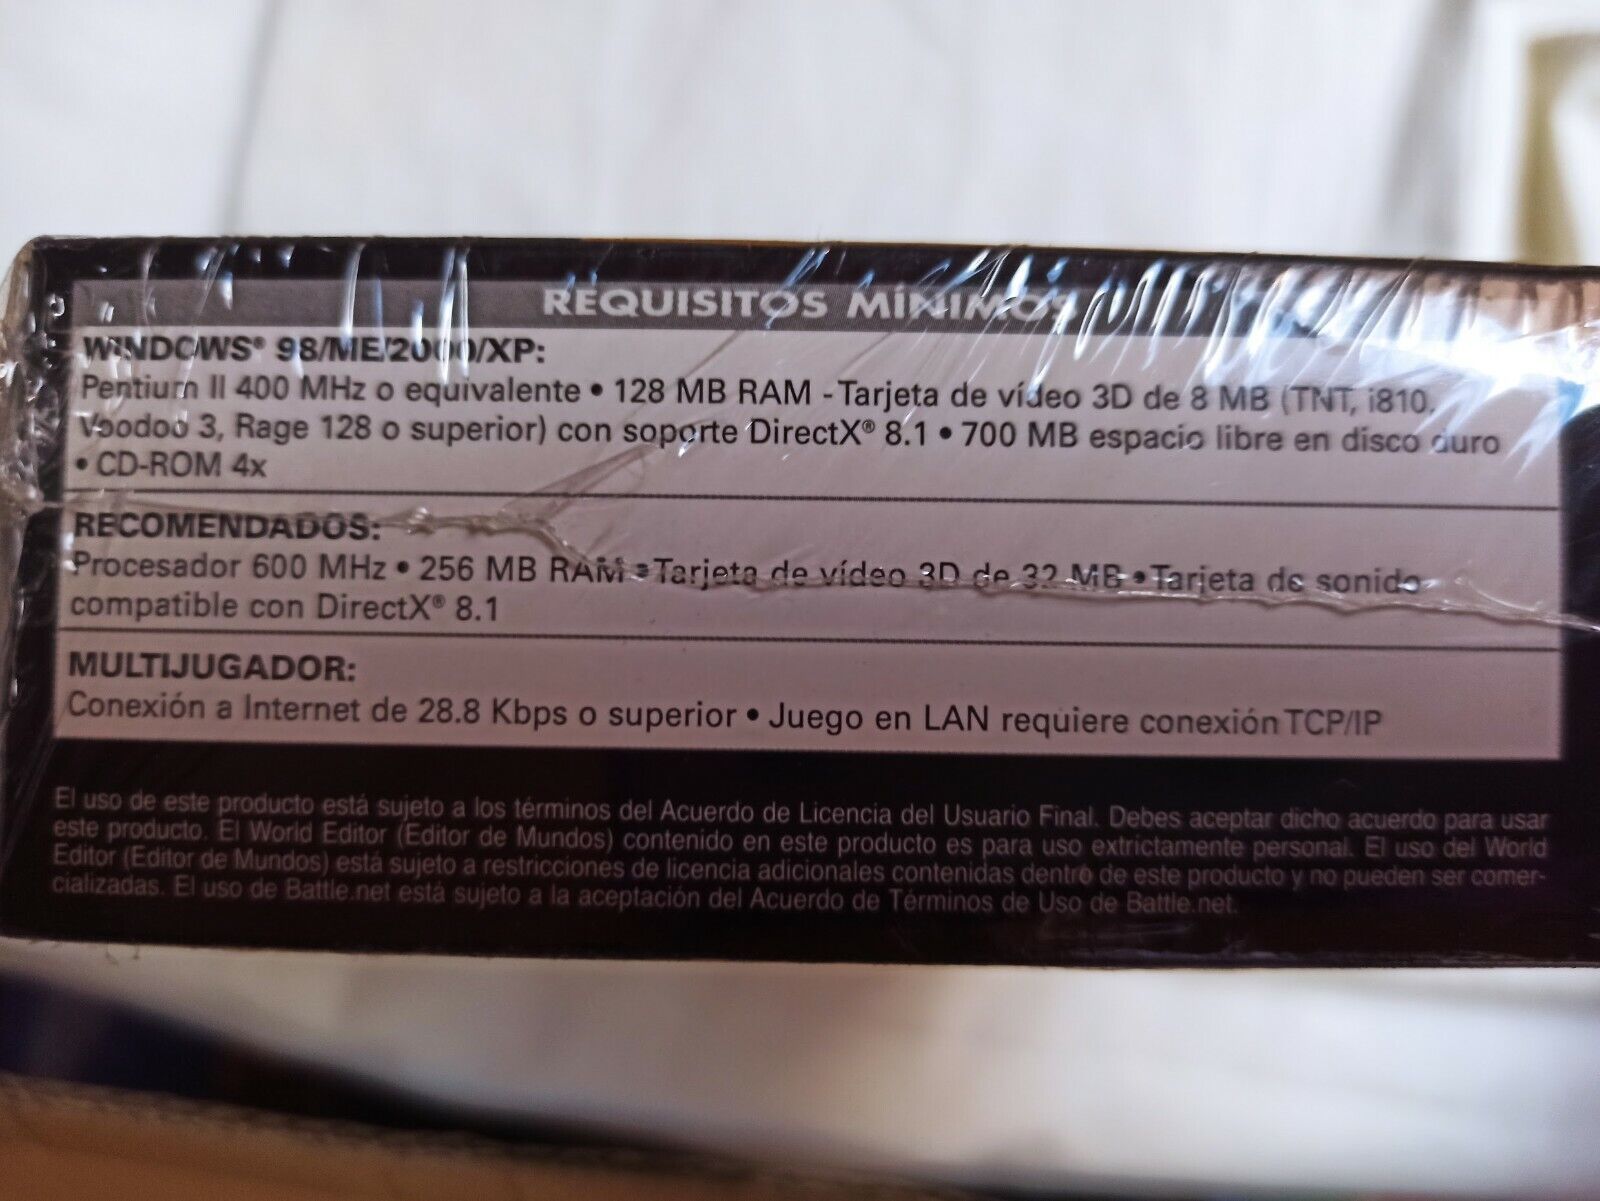 REQUISITOS MÍNIMOS
WINDOWS® 98/ME/2000/XP:
Pentium II 400 MHz o equivalente • 128 MB RAM - Tarjeta de vídeo 3D de 8 MB (TNT, i810,
Voodoo 3, Rage 128 o superior) con soporte DirectX® 8.1 • 700 MB espacio libre en disco duro
• CD-ROM 4x
RECOMENDADOS:
Procesador 600 MHz • 256 MB RAM • Tarjeta de vídeo 3D de 32 MB • Tarjeta de sonido
compatible con DirectX® 8.1
MULTIJUGADOR:
Conexión a Internet de 28.8 Kbps o superior • Juego en LAN requiere conexión TCP/IP
El uso de este producto está sujeto a los términos del Acuerdo de Licencia del Usuario Final. Debes aceptar dicho acuerdo para usar
este producto. El World Editor (Editor de Mundos) contenido en este producto es para uso extrictamente personal. El uso del World
Editor (Editor de Mundos) está sujeto a restricciones de licencia adicionales contenidas dentro de este producto y no pueden ser comer-
cializadas. El uso de Battle.net está sujeto a la aceptación del Acuerdo de Términos de Uso de Battle.net.